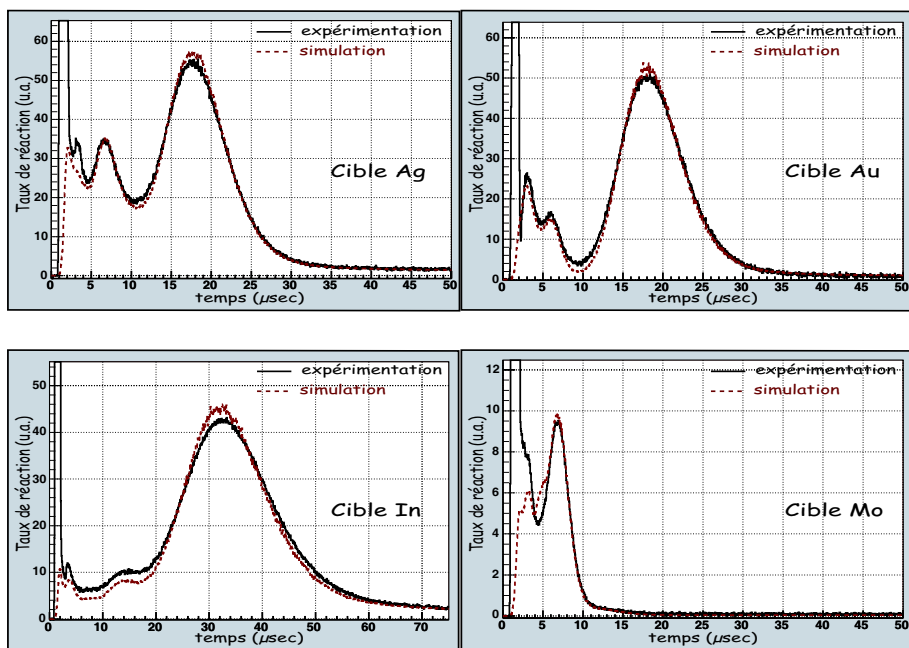 60
50
40
30
20
10
0
Taux de réaction (u.a.)
expérimentation
simulation
Cible Ag
0 5 10 15 20 25 30 35 40 45 50
temps (µsec)
60
50
40
30
20
10
0
Taux de réaction (u.a.)
expérimentation
simulation
Cible Au
0 5 10 15 20 25 30 35 40 45 50
temps (µsec)
50
40
30
20
10
0
Taux de réaction (u.a.)
expérimentation
simulation
Cible In
0 10 20 30 40 50 60 70
temps (µsec)
12
10
8
6
4
2
0
Taux de réaction (u.a.)
expérimentation
simulation
Cible Mo
0 5 10 15 20 25 30 35 40 45 50
temps (µsec)